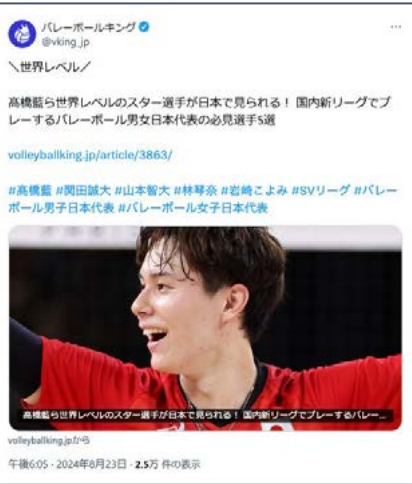 バレーボールキング
@vking_jp
＼世界レベル／
髙橋藍ら世界レベルのスター選手が日本で見られる！ 国内新リーグでプ
レーするバレーボール男女日本代表の必見選手5選
volleyballking.jp/article/3863/
#髙橋藍 #関田誠大 #山本智大 #林琴奈 #岩崎こよみ #SVリーグ #バレー
ボール男子日本代表 #バレーボール女子日本代表
髙橋藍ら世界レベルのスター選手が日本で見られる！ 国内新リーグでプレーするバレー...
volleyballking.jpから
午後6:05 · 2024年8月23日 · 2.5万 件の表示